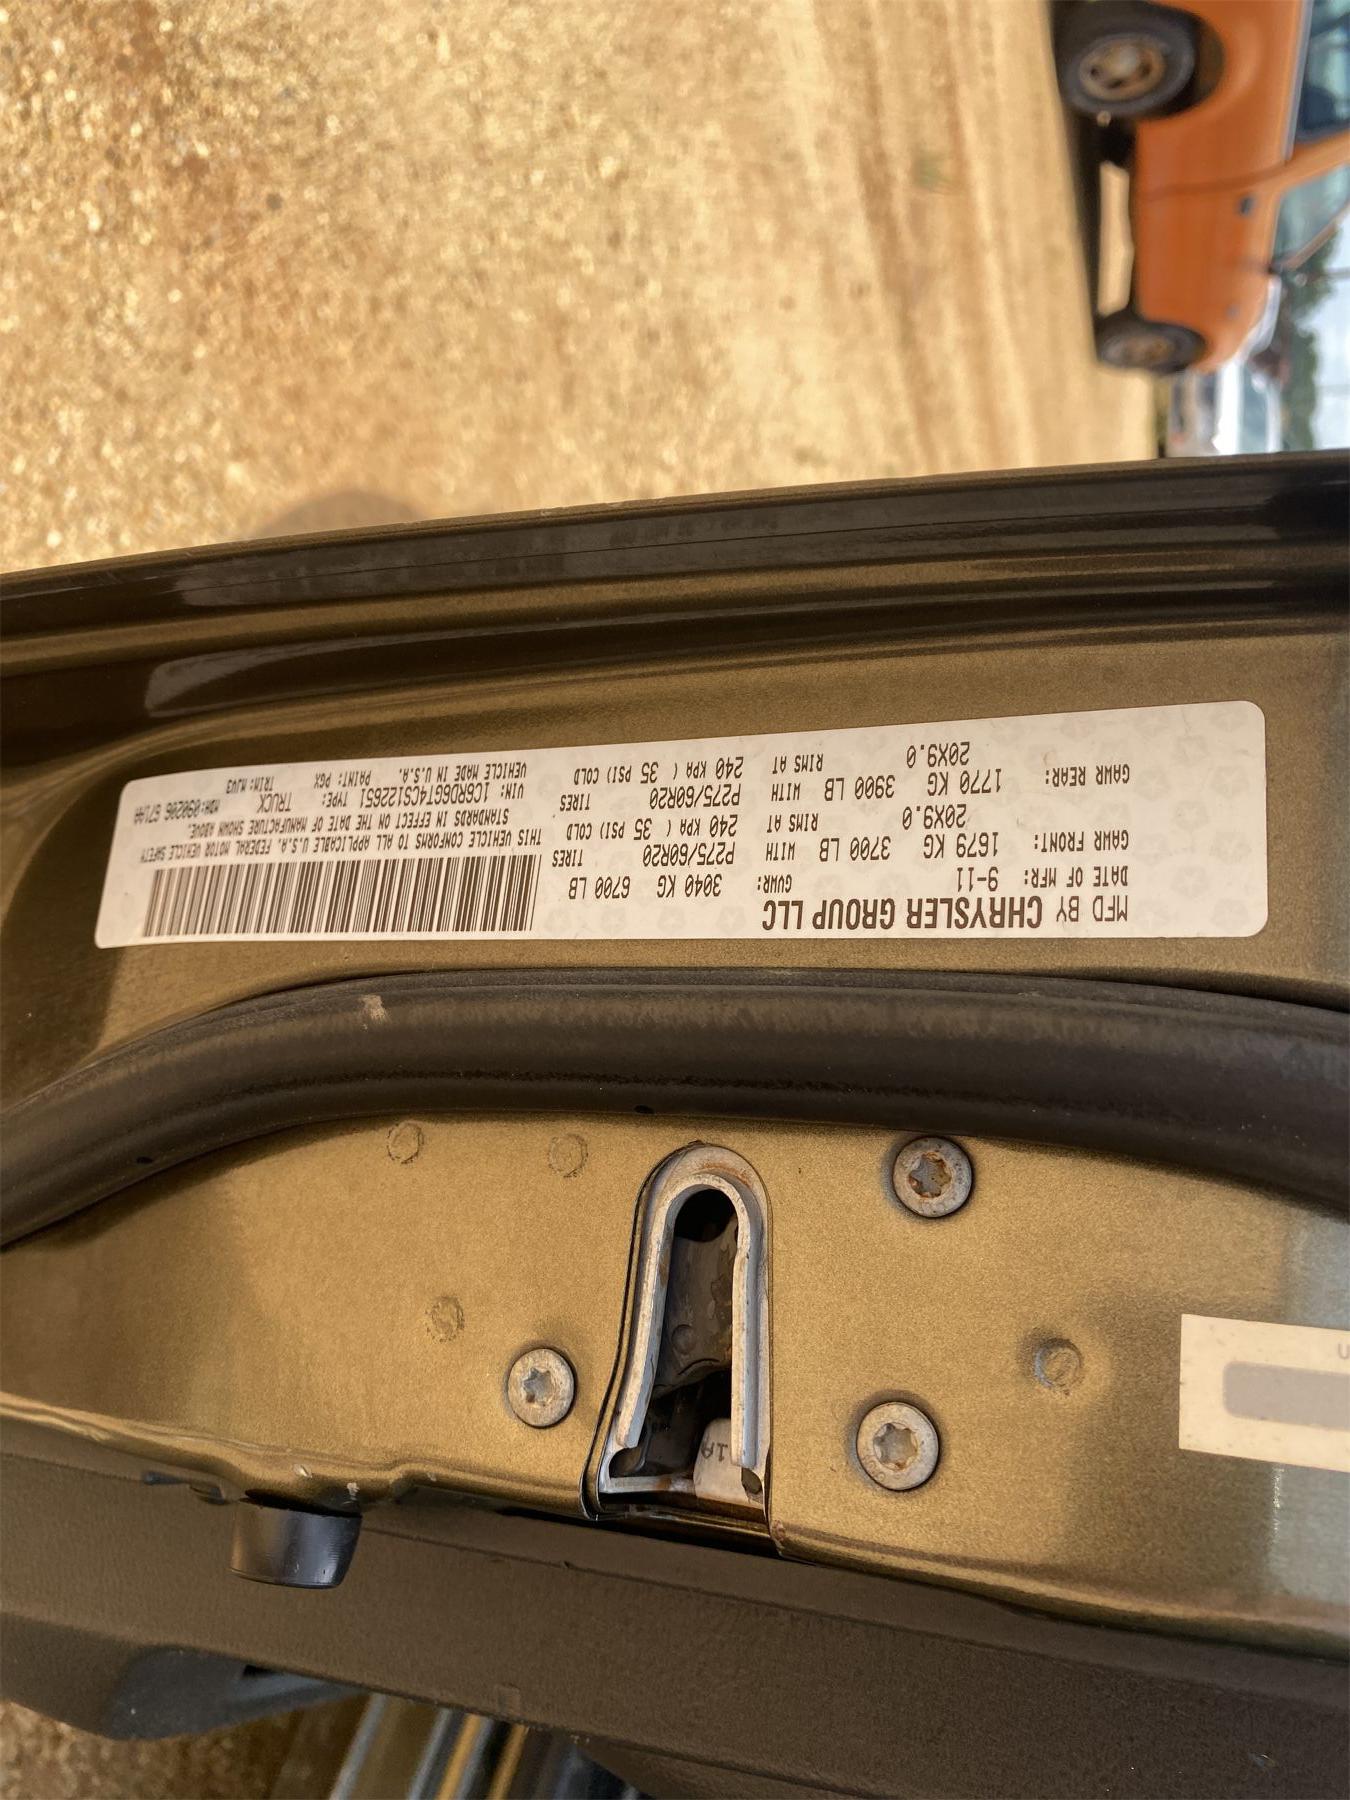 MFD BY CHRYSLER GROUP LLC
DATE OF MFR: 9-11 GVWR: 3040 KG 6700 LB
GAWR FRONT: 1679 KG 3700 LB WITH P275/60R20 TIRES
20X9.0 RIMS AT 240 KPA ( 35 PSI) COLD
GAWR REAR: 1770 KG 3900 LB WITH P275/60R20 TIRES
20X9.0 RIMS AT 240 KPA ( 35 PSI) COLD
THIS VEHICLE CONFORMS TO ALL APPLICABLE U.S.A. FEDERAL MOTOR VEHICLE SAFETY
STANDARDS IN EFFECT ON THE DATE OF MANUFACTURE SHOWN ABOVE.
VIN: 1C6RD6GT4CS122651 TYPE: TRUCK MDH:090206
VEHICLE MADE IN U.S.A. PAINT: PGX TRIM: MJV3